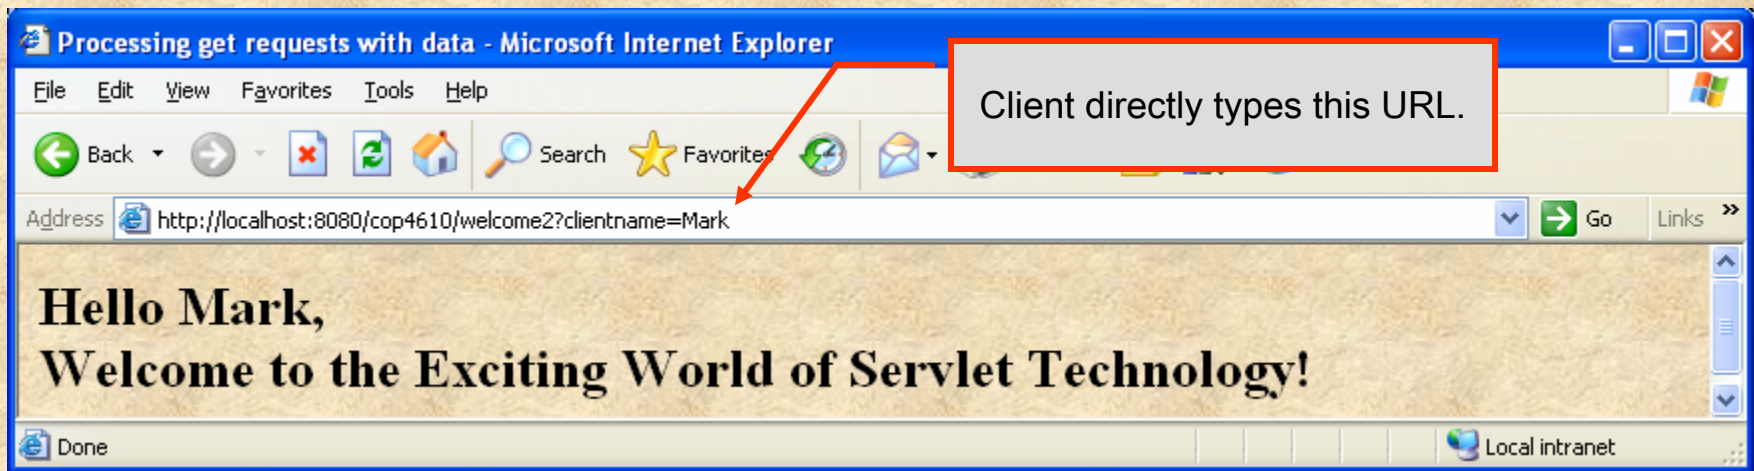 Processing get requests with data - Microsoft Internet Explorer
File Edit View Favorites Tools Help
Client directly types this URL.
Back Search Favorites
Address http://localhost:8080/cop4610/welcome2?clientname=Mark Go Links »
Hello Mark,
Welcome to the Exciting World of Servlet Technology!
Done Local intranet